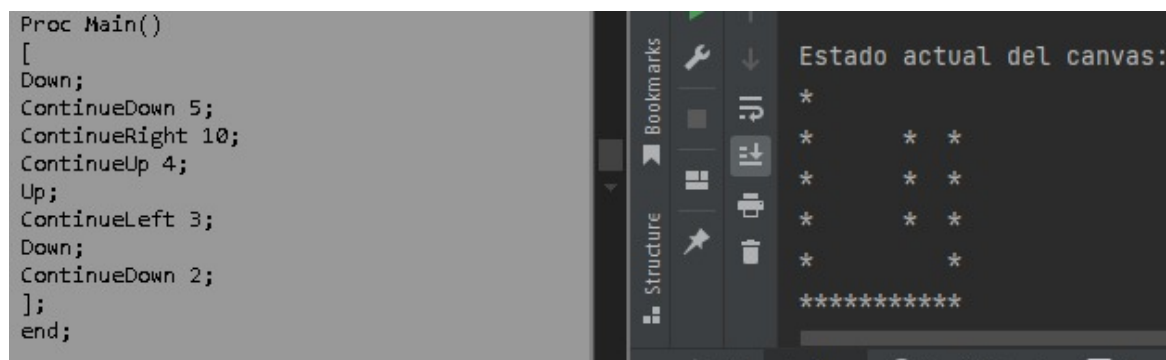 Proc Main()
[
Down;
ContinueDown 5;
ContinueRight 10;
ContinueUp 4;
Up;
ContinueLeft 3;
Down;
ContinueDown 2;
];
end;
Bookmarks
Structure
Estado actual del canvas:
*
*      *  *
*      *  *
*      *  *
*         *
***********